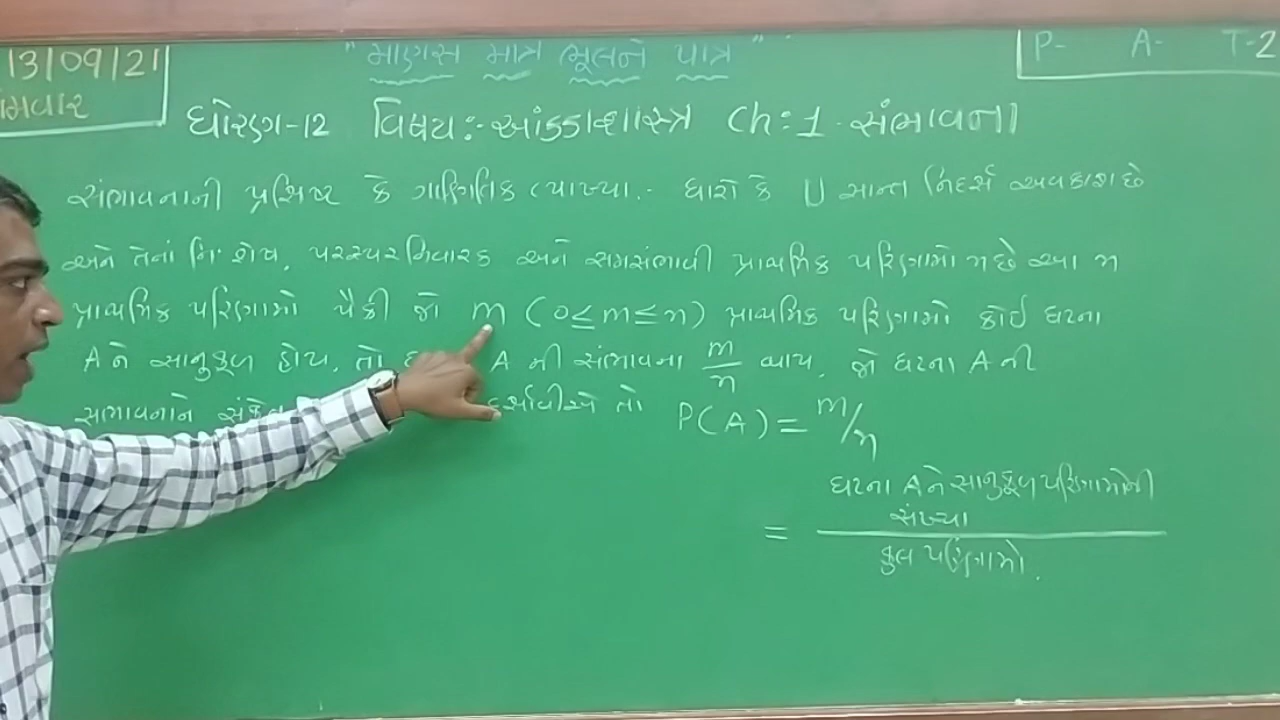 13/09/21
" માણસ માત્ર ભૂલને પાત્ર "
P- A- T-2
ધોરણ-12 વિષય:- આંકડાશાસ્ત્ર Ch:1. સંભાવના
સંભાવનાની પ્રશિષ્ટ કે ગાણિતિક વ્યાખ્યા:- ધારો કે U સાન્ત નિદર્શ અવકાશ છે
અને તેનાં નિ:શેષ, પરસ્પર નિવારક અને સમસંભાવી પ્રાથમિક પરિણામો n છે આ n
પ્રાથમિક પરિણામો પૈકી જો m (0≤m≤n) પ્રાથમિક પરિણામો કોઈ ઘટના
A ને સાનુકૂળ હોય, તો A ની સંભાવના m/n થાય, જો ઘટના A ની
સંભાવનાને દર્શાવીએ તો P(A) = m/n
= ઘટના A ને સાનુકૂળ પરિણામોની
સંખ્યા
કુલ પરિણામો.